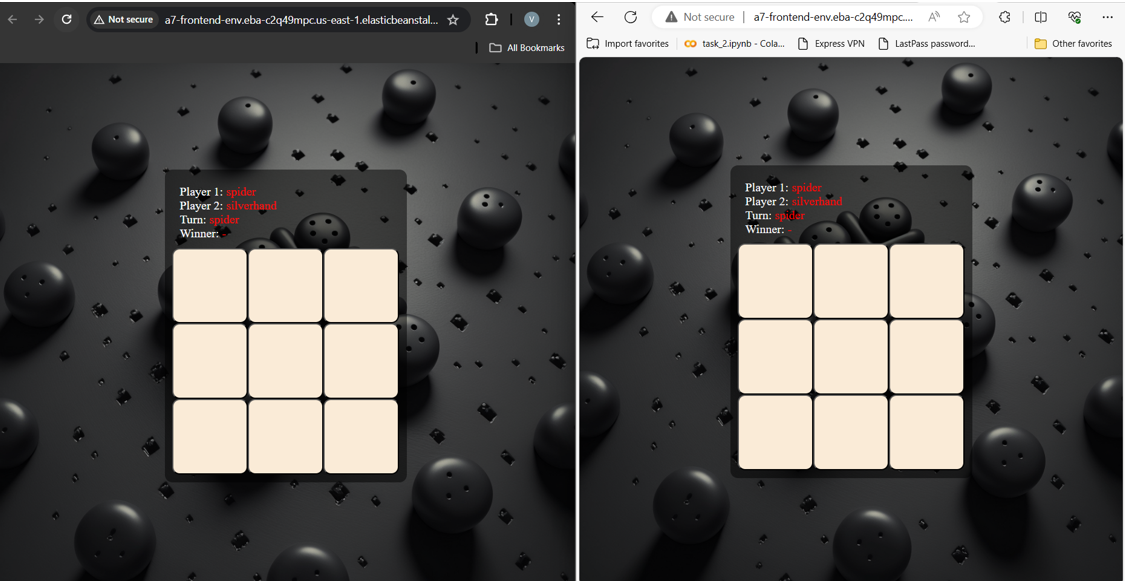 Not secure a7-frontend-env.eba-c2q49mpc.us-east-1.elasticbeanstal...
V
All Bookmarks
Player 1: spider
Player 2: silverhand
Turn: spider
Winner: -
Not secure a7-frontend-env.eba-c2q49mpc....
Import favorites task_2.ipynb - Cola... Express VPN LastPass password... Other favorites
Player 1: spider
Player 2: silverhand
Turn: spider
Winner: -